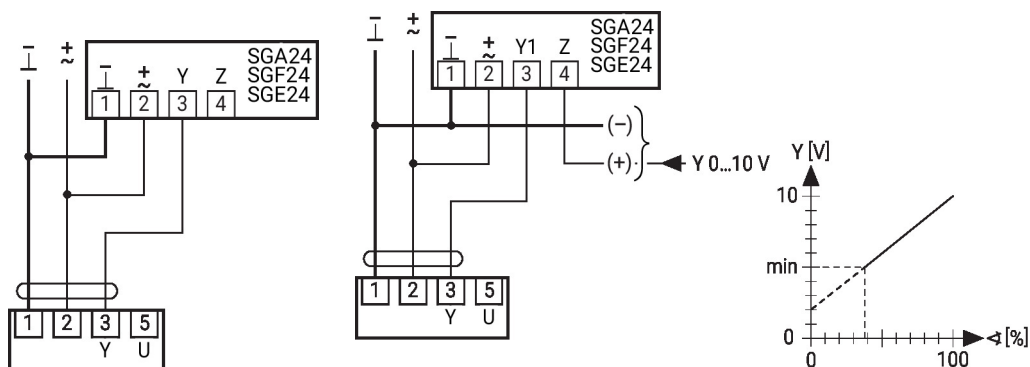 − +
⊥ ~
SGA24
SGF24
SGE24
− + Y Z
⊥ ~
1 2 3 4
1 2 3 5
Y U
− +
⊥ ~
SGA24
SGF24
SGE24
− + Y1 Z
⊥ ~
1 2 3 4
(−)
(+) Y 0...10 V
1 2 3 5
Y U
Y [V]
10
min
0
0 100
∢ [%]